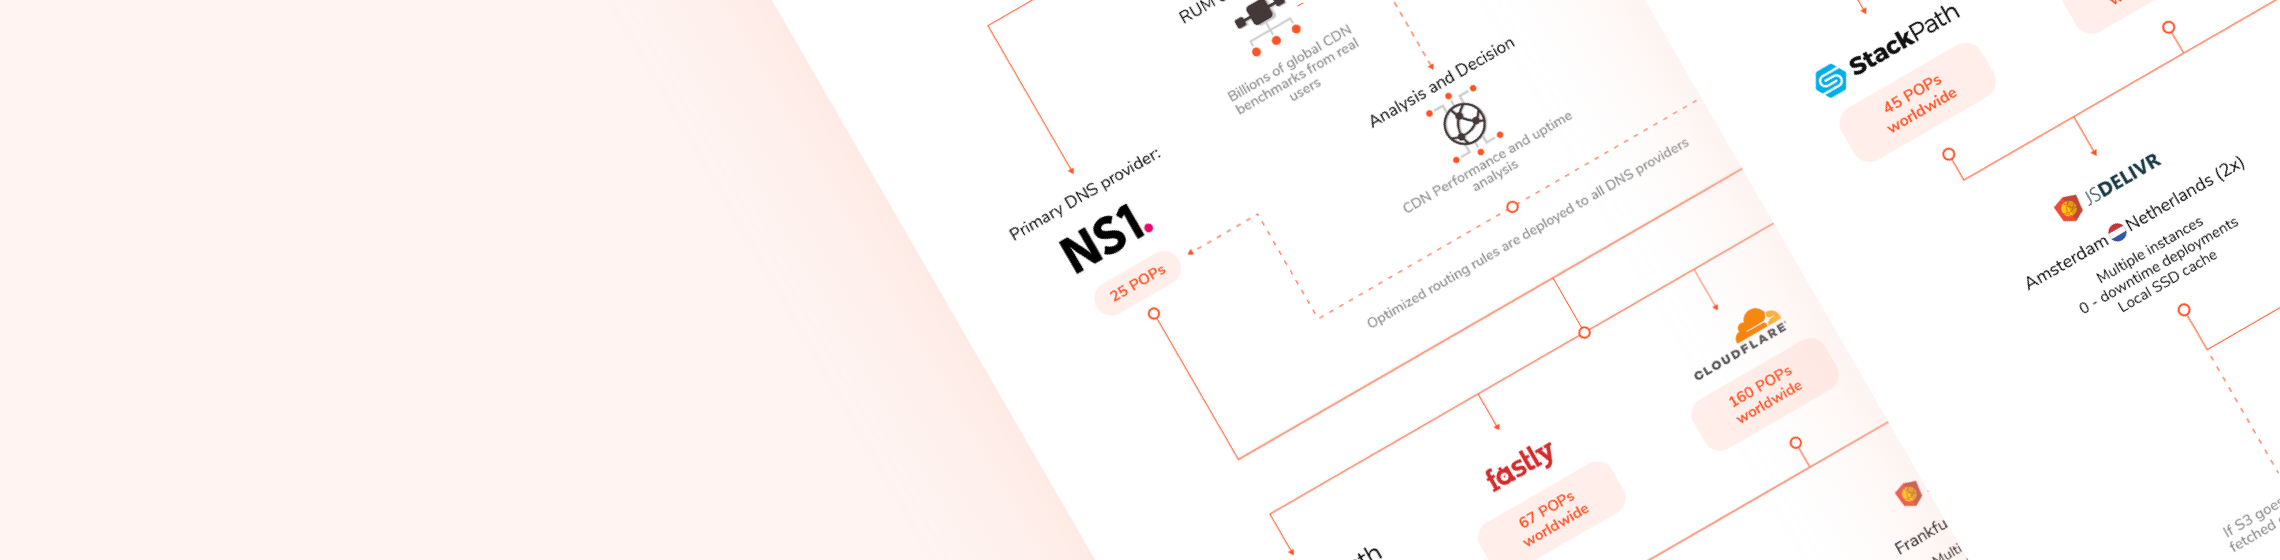 RUM
Billions of global CDN
benchmarks from real
users
Analysis and Decision
CDN Performance and uptime
analysis
Primary DNS provider:
NS1.
25 POPs
Optimized routing rules are deployed to all DNS providers
CLOUDFLARE
160 POPs
worldwide
fastly
67 POPs
worldwide
th
StackPath
45 POPs
worldwide
JSDELIVR
Amsterdam Netherlands (2x)
Multiple instances
0 - downtime deployments
Local SSD cache
Frankfu
Multi
If S3 goes
fetched